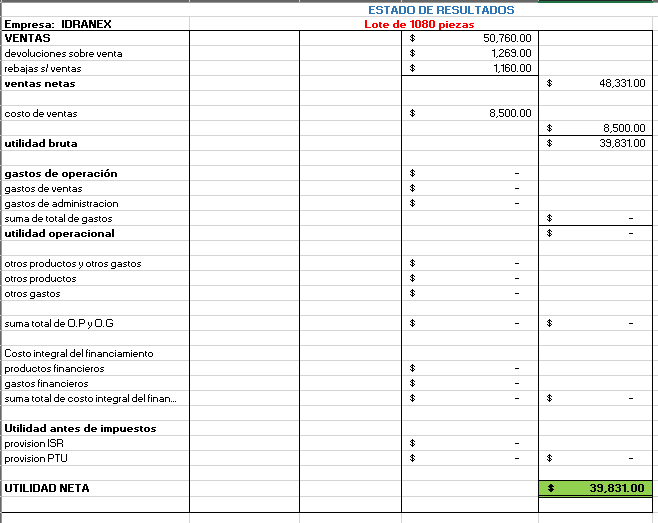 ESTADO DE RESULTADOS
Empresa: IDRANEX Lote de 1080 piezas
VENTAS $ 50,760.00
devoluciones sobre venta $ 1,269.00
rebajas s/ ventas $ 1,160.00
ventas netas $ 48,331.00
costo de ventas $ 8,500.00
$ 8,500.00
utilidad bruta $ 39,831.00
gastos de operación $ -
gastos de ventas $ -
gastos de administracion $ -
suma de total de gastos $ -
utilidad operacional $ -
otros productos y otros gastos $ -
otros productos $ -
otros gastos $ -
suma total de O.P y O.G $ - $ -
Costo integral del financiamiento
productos financieros $ -
gastos financieros $ -
suma total de costo integral del finan... $ - $ -
Utilidad antes de impuestos
provision ISR $ -
provision PTU $ - $ -
UTILIDAD NETA $ 39,831.00